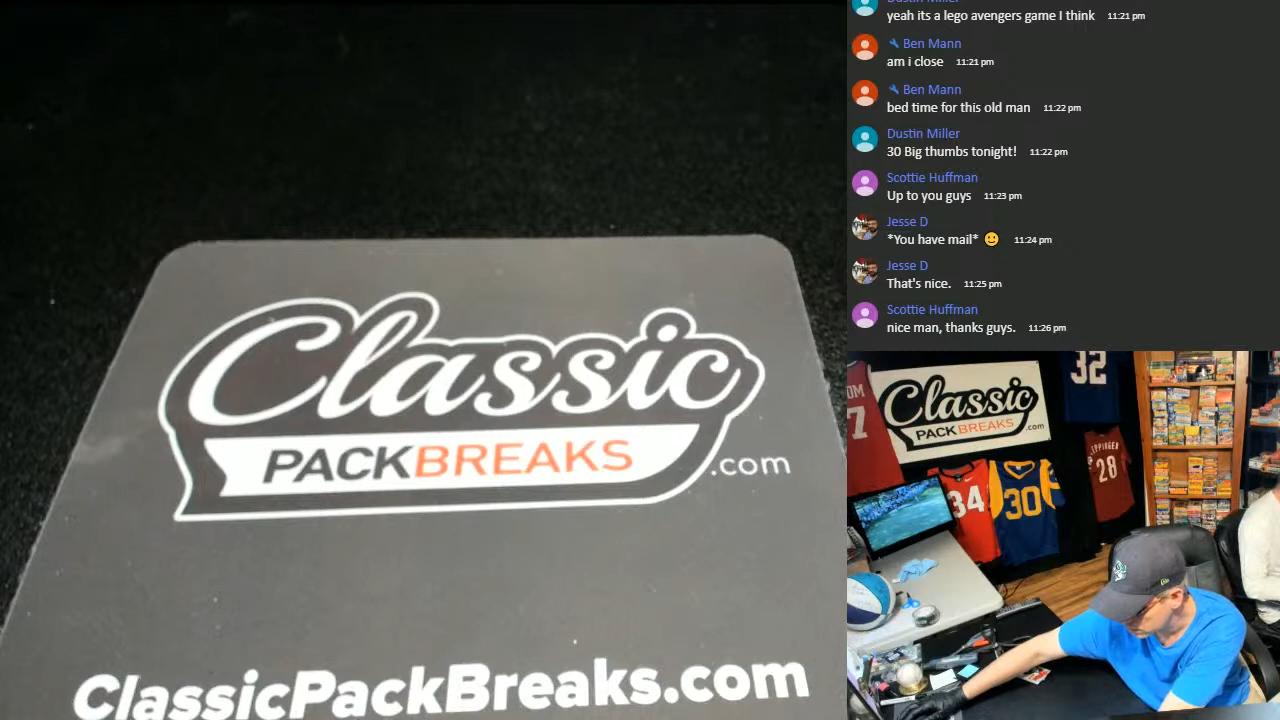 Classic
PACKBREAKS
.com
ClassicPackBreaks.com
yeah its a lego avengers game I think 11:21 pm
Ben Mann
am i close 11:21 pm
Ben Mann
bed time for this old man 11:22 pm
Dustin Miller
30 Big thumbs tonight! 11:22 pm
Scottie Huffman
Up to you guys 11:23 pm
Jesse D
*You have mail* 11:24 pm
Jesse D
That's nice. 11:25 pm
Scottie Huffman
nice man, thanks guys. 11:26 pm
32
Classic
PACKBREAKS
.com
7
34
30
28